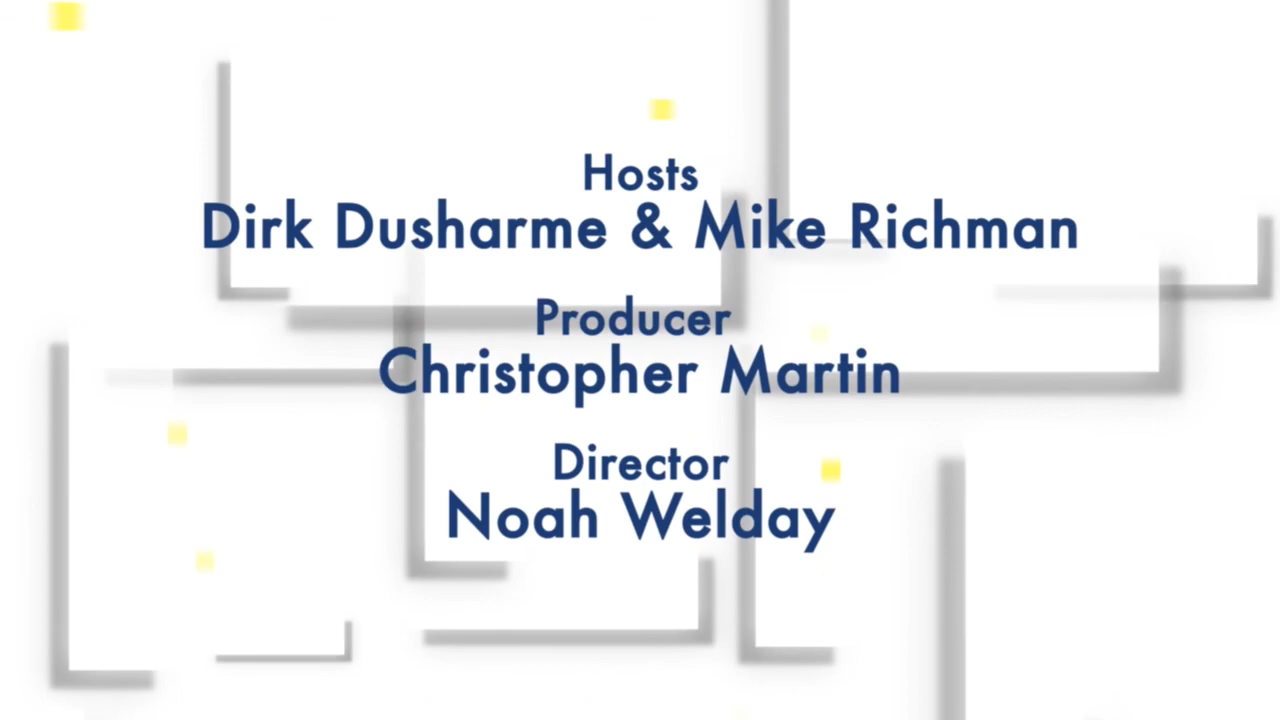 Hosts
Dirk Dusharme & Mike Richman
Producer
Christopher Martin
Director
Noah Welday